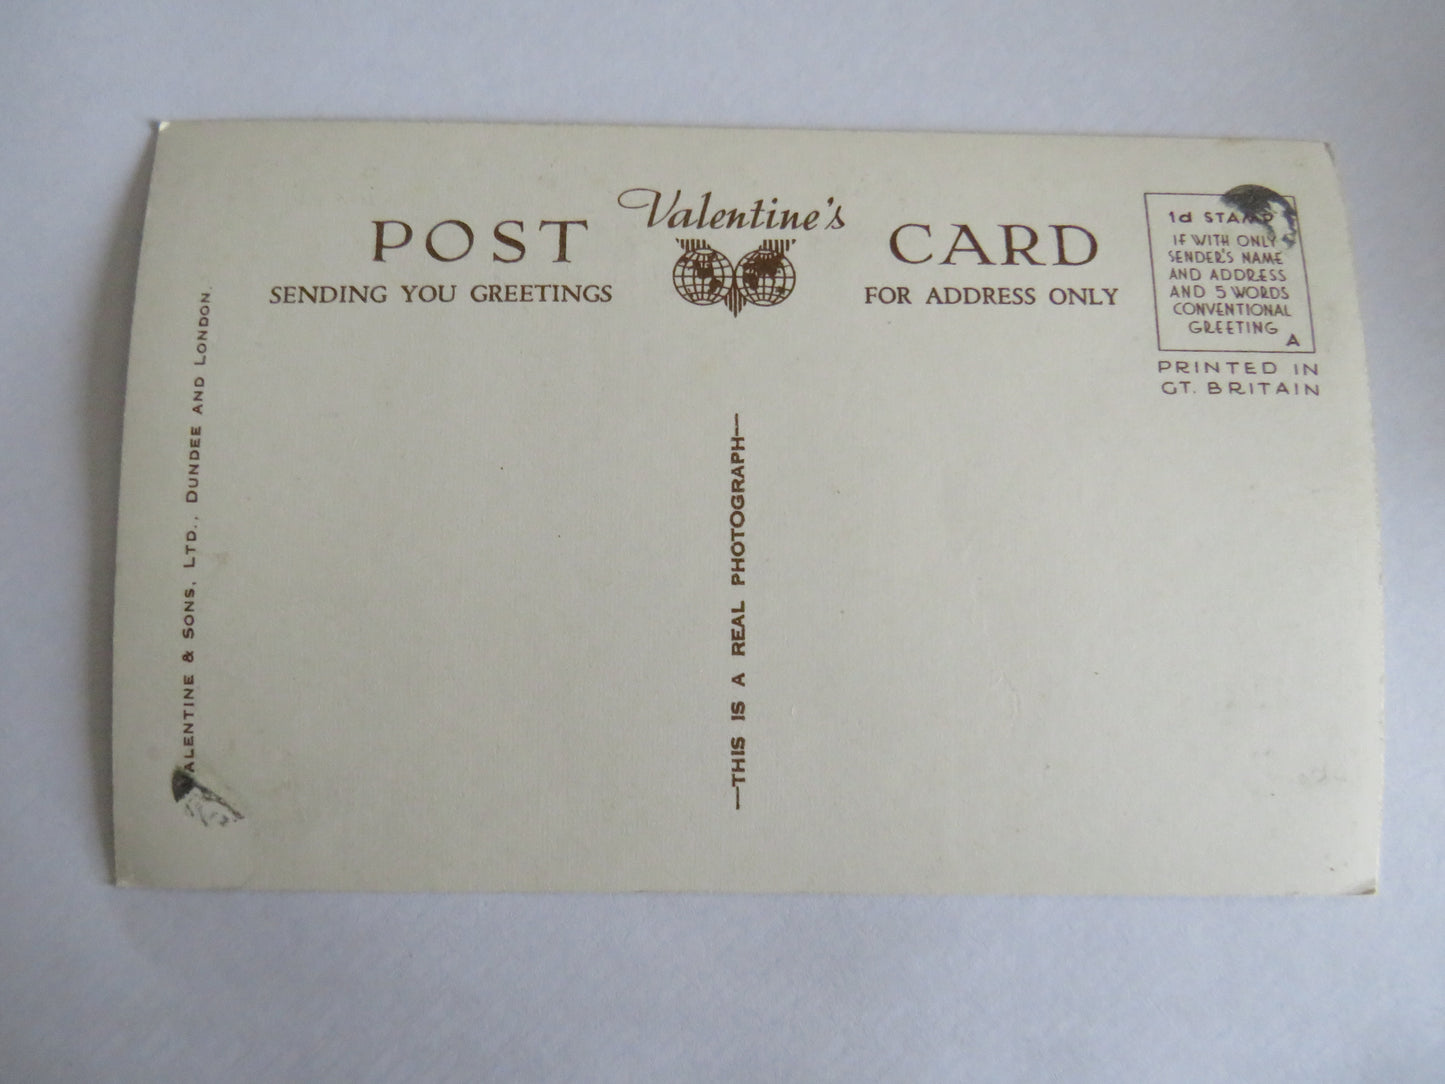 Valentine's
POST CARD
SENDING YOU GREETINGS
FOR ADDRESS ONLY
1d STAMP
IF WITH ONLY
SENDER'S NAME
AND ADDRESS
AND 5 WORDS
CONVENTIONAL
GREETING
A
PRINTED IN
GT. BRITAIN
VALENTINE & SONS, LTD., DUNDEE AND LONDON.
—THIS IS A REAL PHOTOGRAPH—